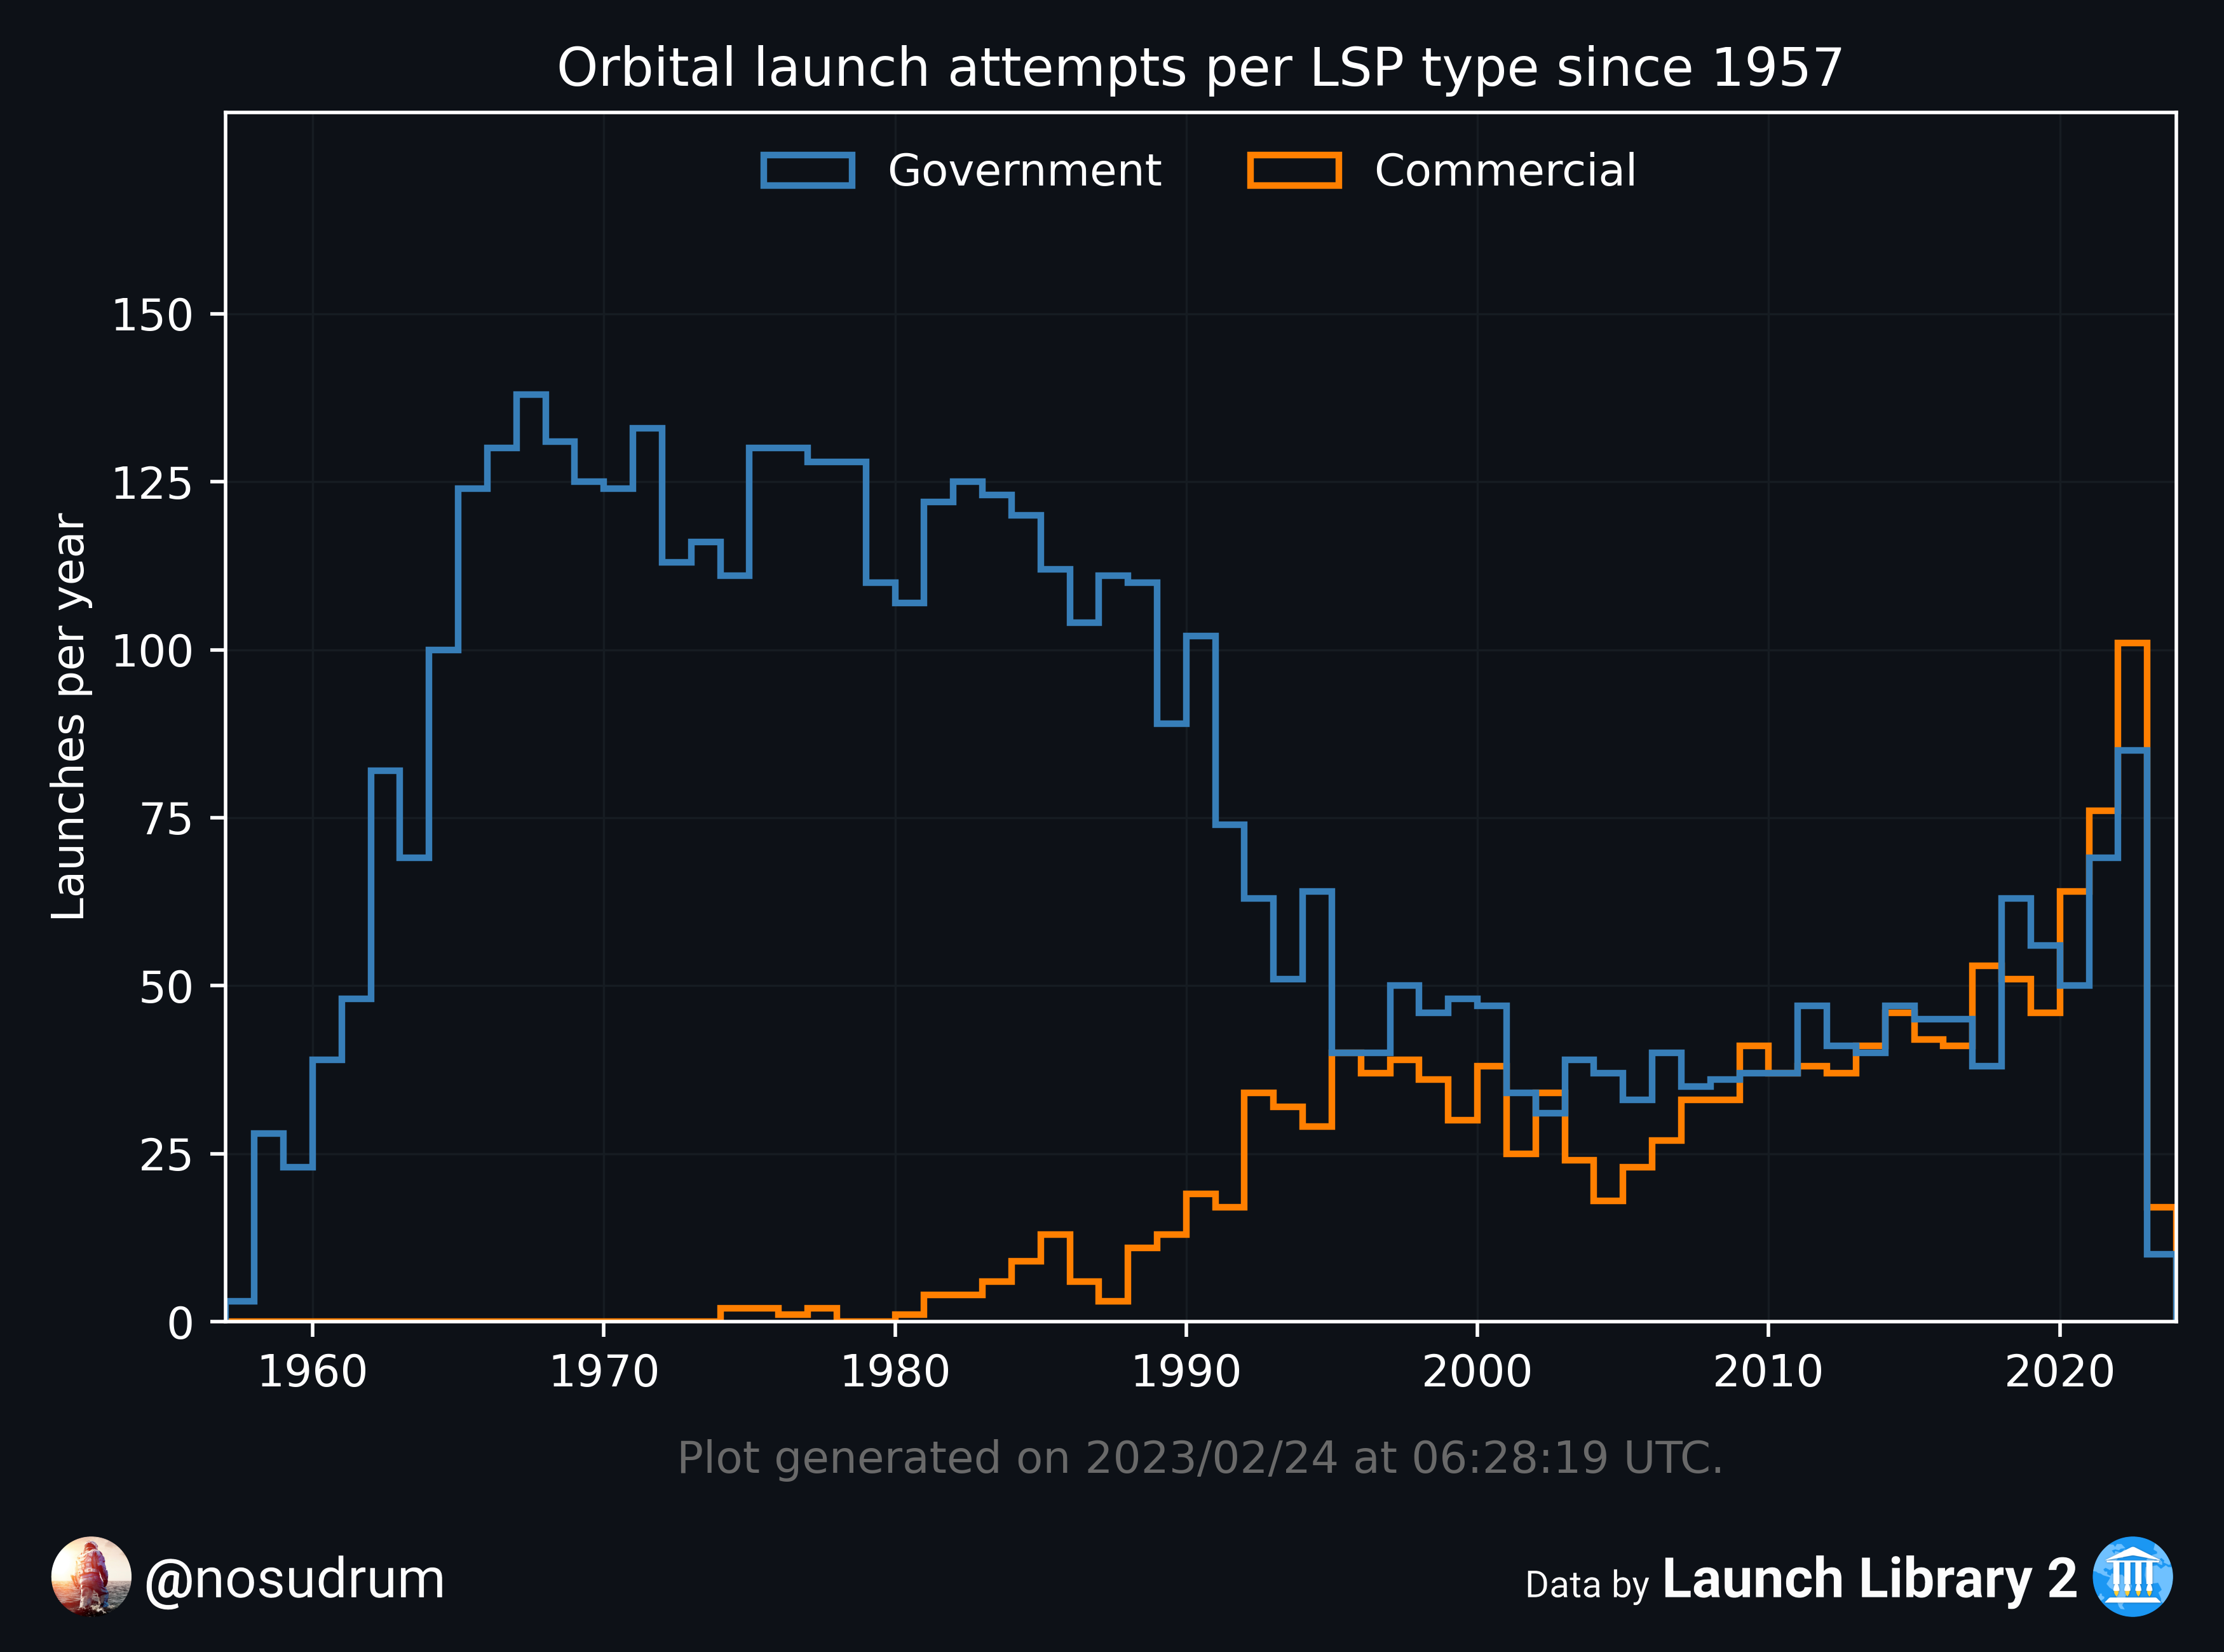 Orbital launch attempts per LSP type since 1957
Government
Commercial
Launches per year
150
125
100
75
50
25
0
1960 1970 1980 1990 2000 2010 2020
Plot generated on 2023/02/24 at 06:28:19 UTC.
@nosudrum
Data by Launch Library 2